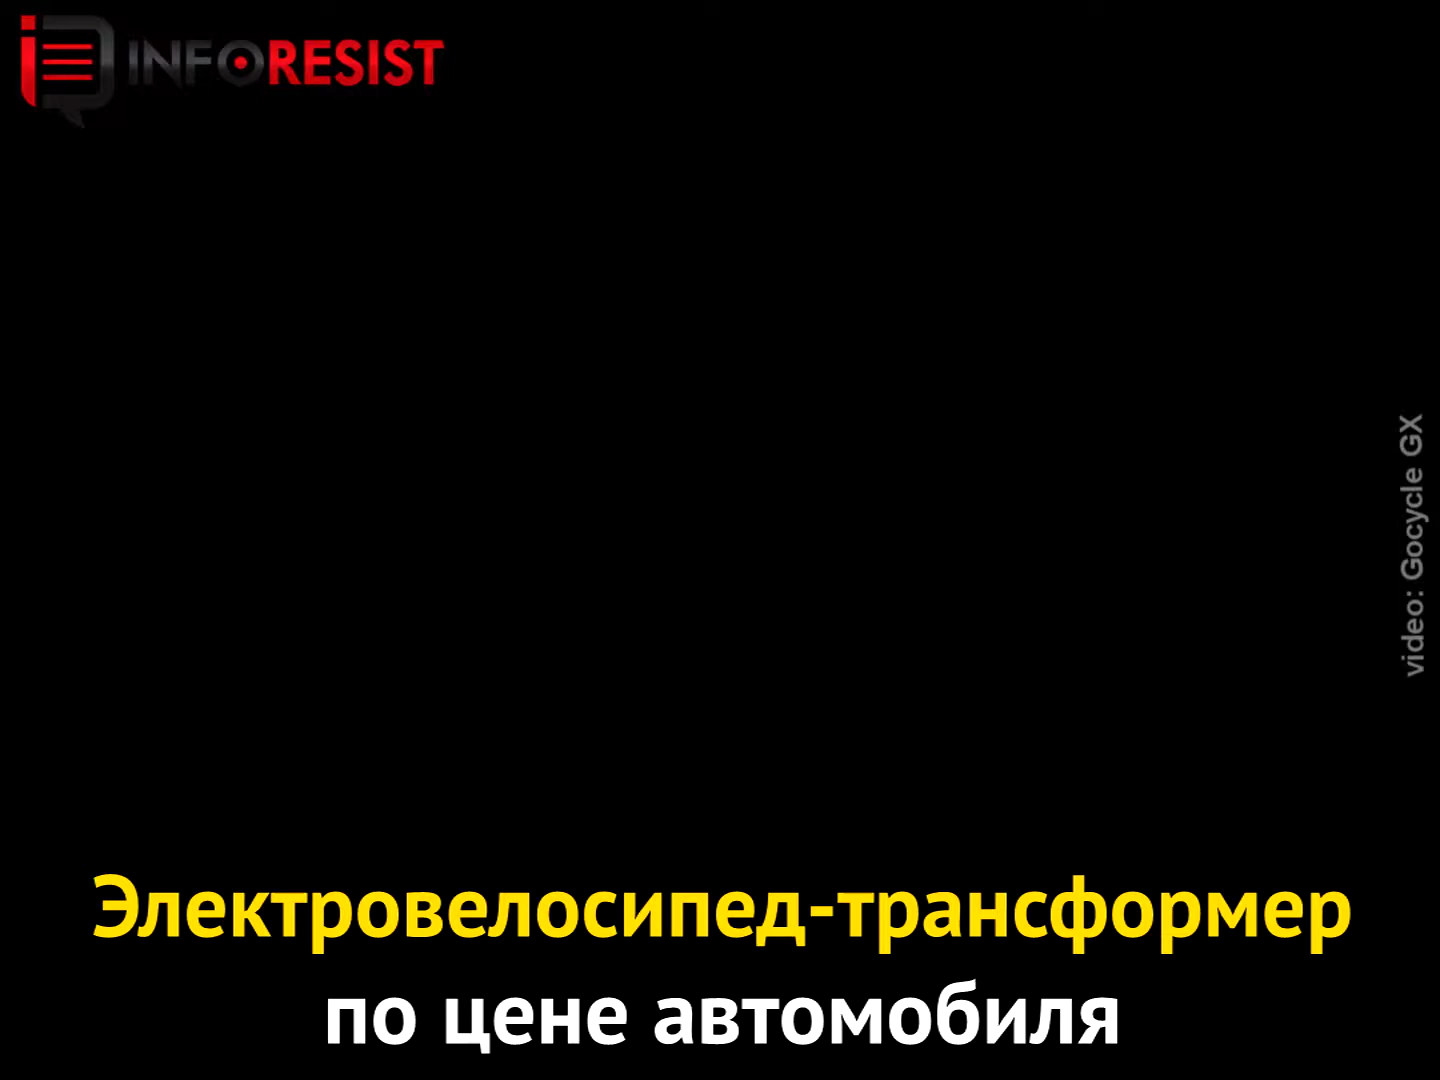 INFORESIST
video: Gocycle GX
Электровелосипед-трансформер
по цене автомобиля